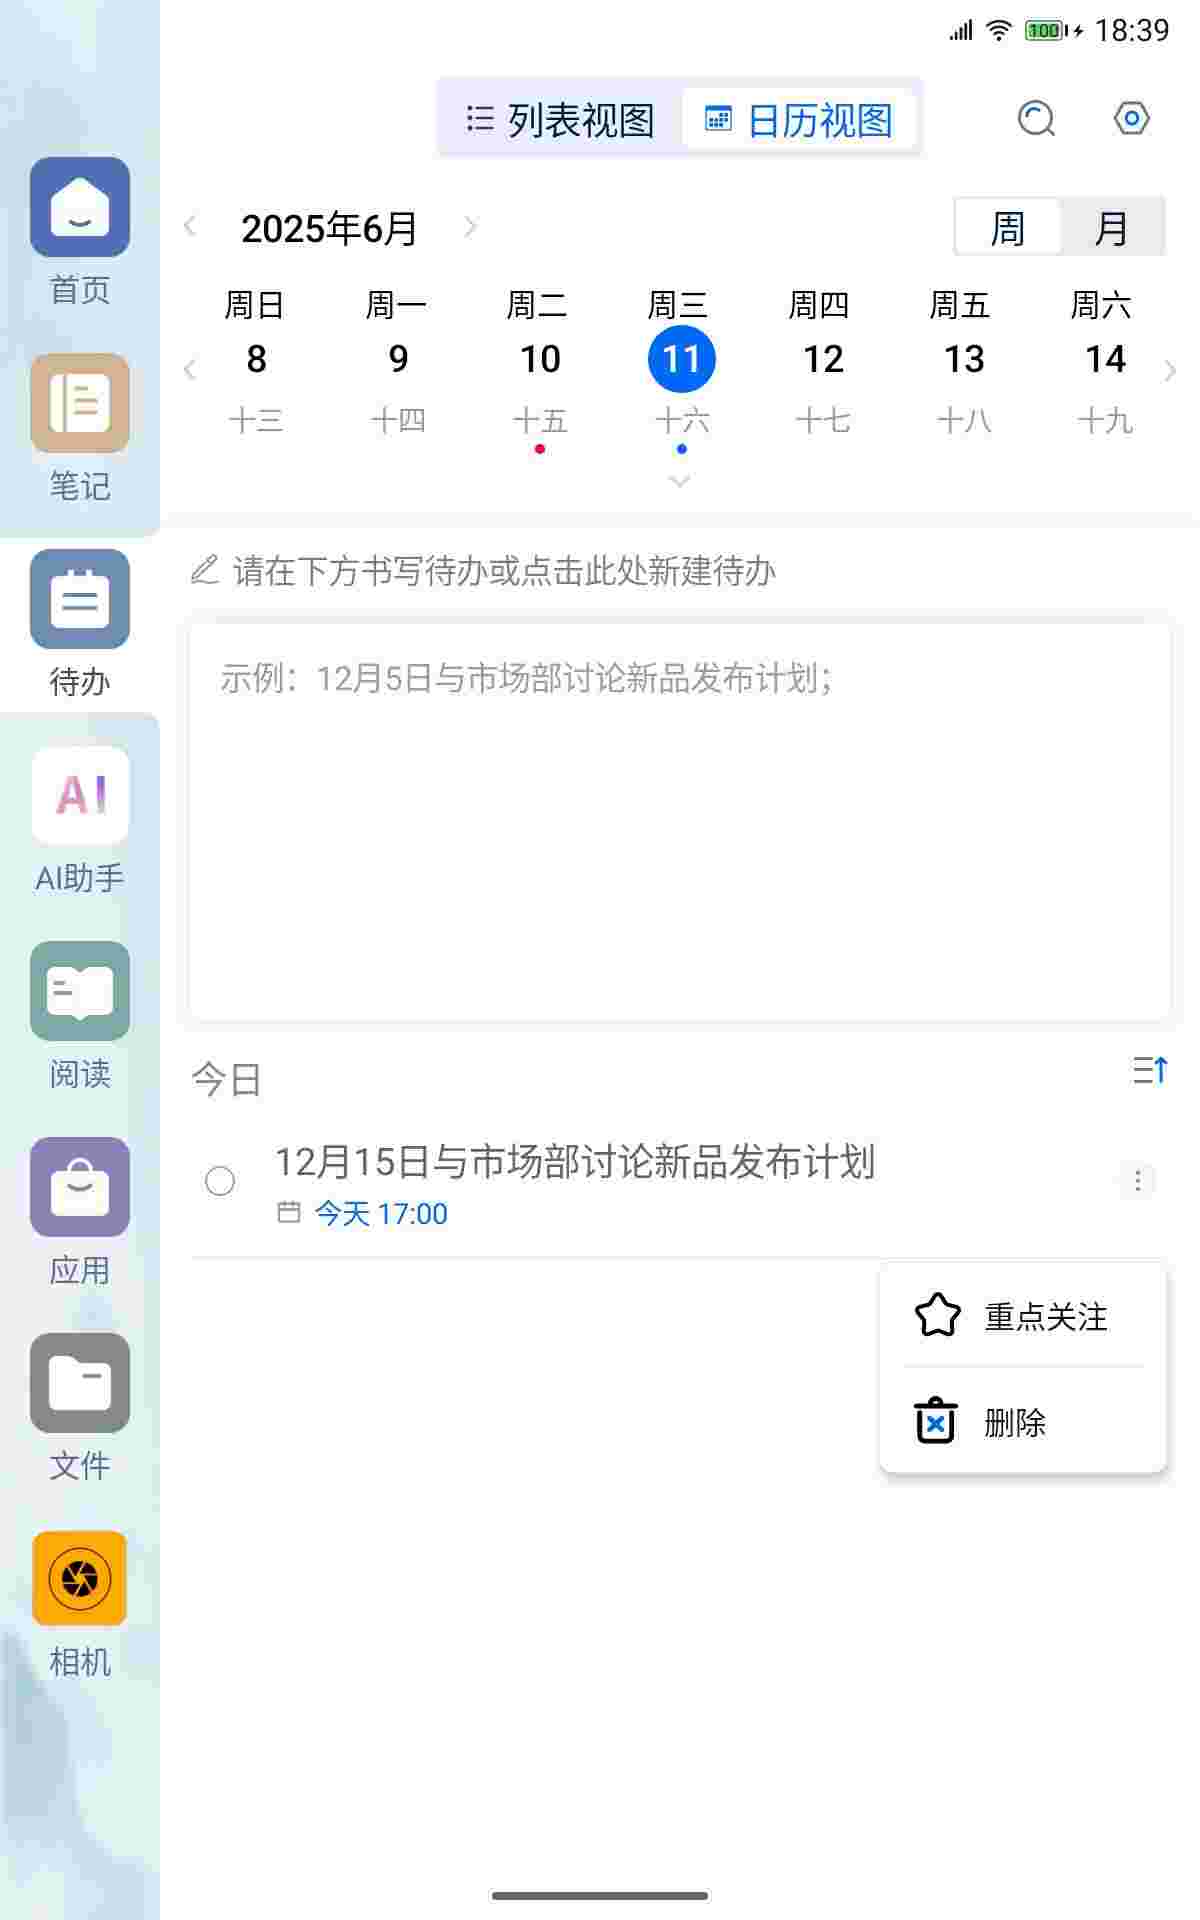 100 18:39
列表视图 日历视图
2025年6月 周 月
周日 周一 周二 周三 周四 周五 周六
8 9 10 11 12 13 14
十三 十四 十五 十六 十七 十八 十九
首页
笔记
待办
AI
AI助手
阅读
应用
文件
相机
请在下方书写待办或点击此处新建待办
示例：12月5日与市场部讨论新品发布计划；
今日
12月15日与市场部讨论新品发布计划
今天 17:00
重点关注
删除